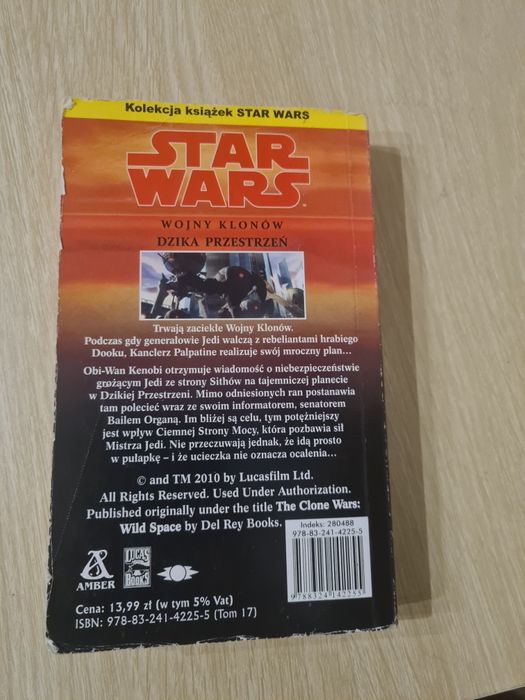 Kolekcja książek STAR WARS
STAR
WARS
WOJNY KLONÓW
DZIKA PRZESTRZEŃ
Trwają zaciekłe Wojny Klonów.
Podczas gdy generałowie Jedi walczą z rebeliantami hrabiego
Dooku, Kanclerz Palpatine realizuje swój mroczny plan...
Obi-Wan Kenobi otrzymuje wiadomość o niebezpieczeństwie
grożącym Jedi ze strony Sithów na tajemniczej planecie
w Dzikiej Przestrzeni. Mimo odniesionych ran postanawia
tam polecieć wraz ze swoim informatorem, senatorem
Bailem Organą. Im bliżej są celu, tym potężniejszy
jest wpływ Ciemnej Strony Mocy, która pozbawia sił
Mistrza Jedi. Nie przeczuwają jednak, że idą prosto
w pułapkę – i że ucieczka nie oznacza ocalenia...
© and TM 2010 by Lucasfilm Ltd.
All Rights Reserved. Used Under Authorization.
Published originally under the title The Clone Wars:
Wild Space by Del Rey Books.
Indeks: 280488
978-83-241-4225-5
9788324142255
AMBER
LUCAS
BOOKS
Cena: 13,99 zł (w tym 5% Vat)
ISBN: 978-83-241-4225-5 (Tom 17)